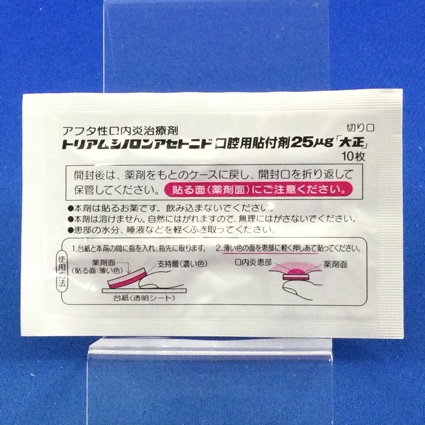 アフタ性口内炎治療剤
切り口
トリアムシノロンアセトニド口腔用貼付剤25μg「大正」
10枚
開封後は、薬剤をもとのケースに戻し、開封口を折り返して
保管してください。貼る面(薬剤面)にご注意ください。
●本剤は貼るお薬です。飲み込まないでください。
●本剤は溶けません。自然にはがれますので、無理にはがさないでください。
●患部の水分、唾液などを軽くふき取ってください。
使用方法
1.台紙と本剤の間に指を入れ、指先に取ります。
2.薄い色の面を患部に軽く押しあて貼ってください。
薬剤面
(貼る面:薄い色)
支持層(濃い色)
台紙(透明シート)
口内炎患部
薬剤面